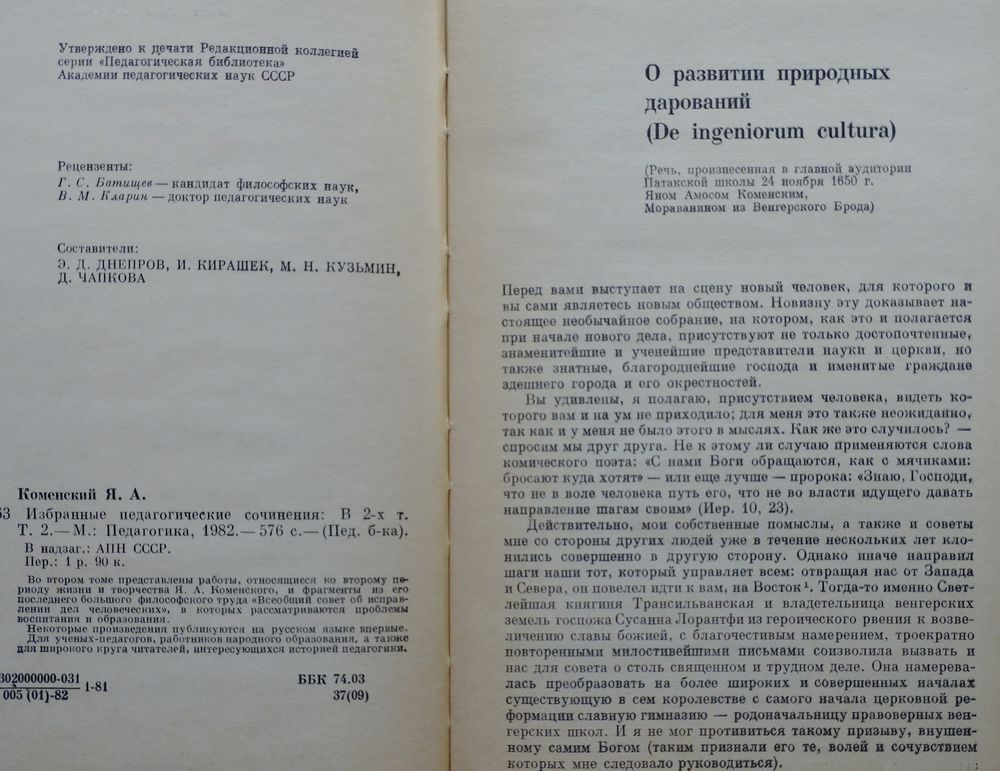 Утверждено к печати Редакционной коллегией
серии «Педагогическая библиотека»
Академии педагогических наук СССР
Рецензенты:
Г. С. Батищев — кандидат философских наук,
В. М. Кларин — доктор педагогических наук
Составители:
Э. Д. ДНЕПРОВ, И. КИРАШЕК, М. Н. КУЗЬМИН,
Д. ЧАПКОВА
Коменский Я. А.
63 Избранные педагогические сочинения: В 2-х т.
Т. 2.— М.: Педагогика, 1982.— 576 с.— (Пед. б-ка).
В надзаг.: АПН СССР.
Пер.: 1 р. 90 к.
Во втором томе представлены работы, относящиеся ко второму пе-
риоду жизни и творчества Я. А. Коменского, и фрагменты из его
последнего большого философского труда «Всеобщий совет об исправ-
лении дел человеческих», в которых рассматриваются проблемы
воспитания и образования.
Некоторые произведения публикуются на русском языке впервые.
Для ученых-педагогов, работников народного образования, а также
для широкого круга читателей, интересующихся историей педагогики.
302000000-031
005 (01)-82
1-81
ББК 74.03
37(09)
О развитии природных
дарований
(De ingeniorum cultura)
(Речь, произнесенная в главной аудитории
Патакской школы 24 ноября 1650 г.
Яном Амосом Коменским,
Мораванином из Венгерского Брода)
Перед вами выступает на сцену новый человек, для которого и
вы сами являетесь новым обществом. Новизну эту доказывает на-
стоящее необычайное собрание, на котором, как это и полагается
при начале нового дела, присутствуют не только достопочтенные,
знаменитейшие и ученейшие представители науки и церкви, но
также знатные, благороднейшие господа и именитые граждане
здешнего города и его окрестностей.
Вы удивлены, я полагаю, присутствием человека, видеть ко-
торого вам и на ум не приходило; для меня это также неожиданно,
так как и у меня не было этого в мыслях. Как же это случилось? —
спросим мы друг друга. Не к этому ли случаю применяются слова
комического поэта: «С нами Боги обращаются, как с мячиками:
бросают куда хотят» — или еще лучше — пророка: «Знаю, Господи,
что не в воле человека путь его, что не во власти идущего давать
направление шагам своим» (Иер. 10, 23).
Действительно, мои собственные помыслы, а также и советы
мне со стороны других людей уже в течение нескольких лет кло-
нились совершенно в другую сторону. Однако иначе направил
шаги наши тот, который управляет всем: отвращая нас от Запада
и Севера, он повелел идти к вам, на Восток¹. Тогда-то именно Свет-
лейшая княгиня Трансильванская и владетельница венгерских
земель госпожа Сусанна Лорантфи из героического рвения к возве-
личению славы божией, с благочестивым намерением, троекратно
повторенными милостивейшими письмами соизволила вызвать и
нас для совета о столь священном и трудном деле. Она намерева-
лась преобразовать на более широких и совершенных началах
существующую в сем королевстве с самого начала церковной ре-
формации славную гимназию — родоначальницу правоверных вен-
герских школ. И я не мог противиться такому призыву, внушен-
ному самим Богом (таким признали его те, волей и сочувствием
которых мне следовало руководиться).